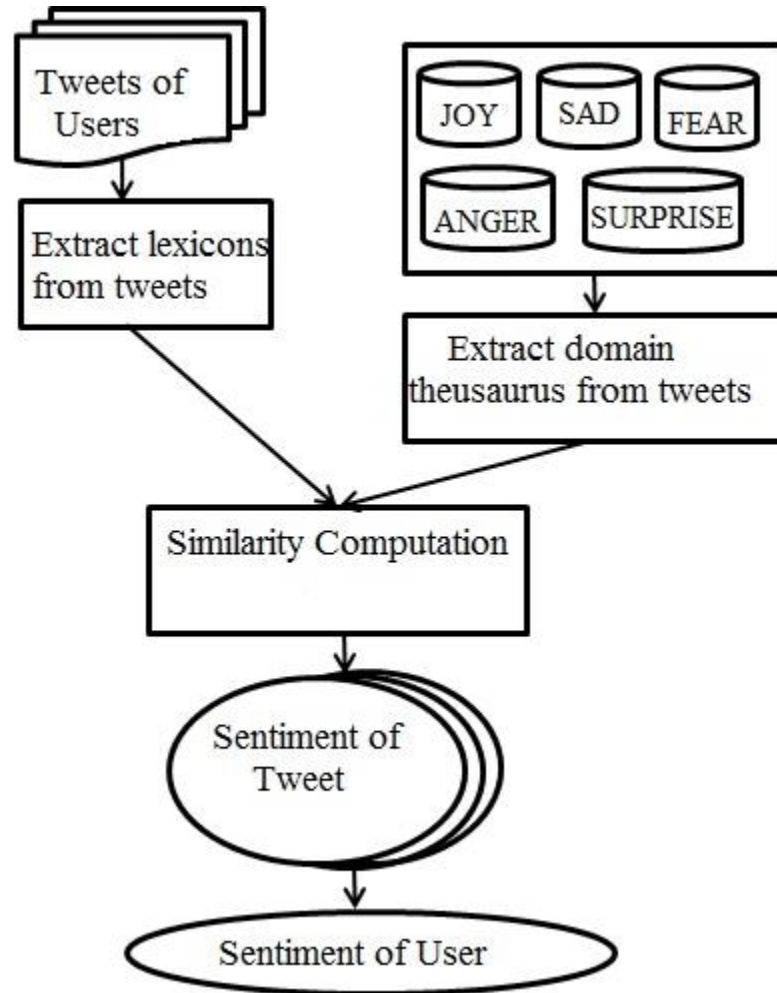 Tweets of
Users
Extract lexicons
from tweets
JOY
SAD
FEAR
ANGER
SURPRISE
Extract domain
theusaurus from tweets
Similarity Computation
Sentiment of
Tweet
Sentiment of User